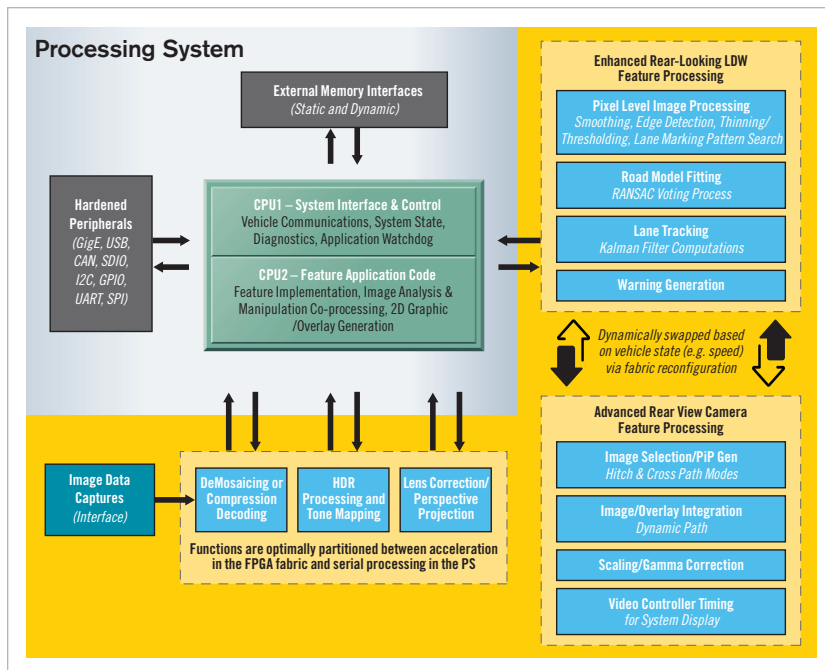 Processing System
External Memory Interfaces
(Static and Dynamic)
Hardened
Peripherals
(GigE, USB,
CAN, SDIO,
I2C, GPIO,
UART, SPI)
CPU1 – System Interface & Control
Vehicle Communications, System State,
Diagnostics, Application Watchdog
CPU2 – Feature Application Code
Feature Implementation, Image Analysis &
Manipulation Co-processing, 2D Graphic
/Overlay Generation
Enhanced Rear-Looking LDW
Feature Processing
Pixel Level Image Processing
Smoothing, Edge Detection, Thinning/
Thresholding, Lane Marking Pattern Search
Road Model Fitting
RANSAC Voting Process
Lane Tracking
Kalman Filter Computations
Warning Generation
Dynamically swapped based
on vehicle state (e.g. speed)
via fabric reconfiguration
Advanced Rear View Camera
Feature Processing
Image Selection/PiP Gen
Hitch & Cross Path Modes
Image/Overlay Integration
Dynamic Path
Scaling/Gamma Correction
Video Controller Timing
for System Display
Image Data
Captures
(Interface)
DeMosaicing or
Compression
Decoding
HDR
Processing and
Tone Mapping
Lens Correction/
Perspective
Projection
Functions are optimally partitioned between acceleration
in the FPGA fabric and serial processing in the PS